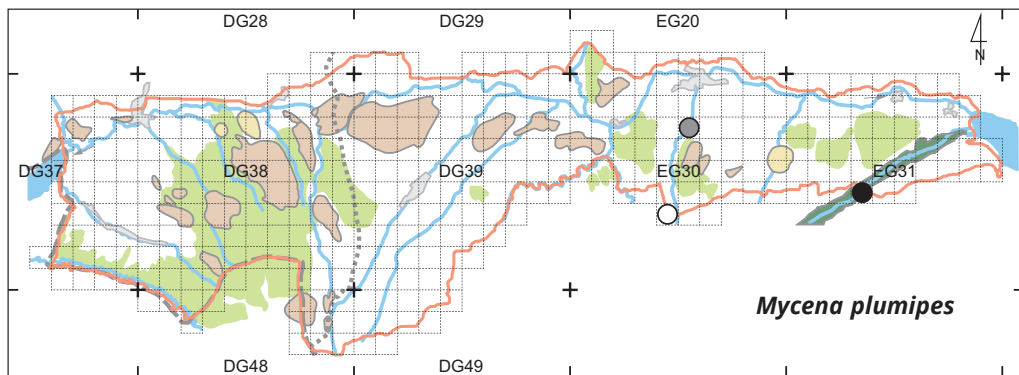 DG28 DG29 EG20
N
DG37 DG38 DG39 EG30 EG31
Mycena plumipes
DG48 DG49